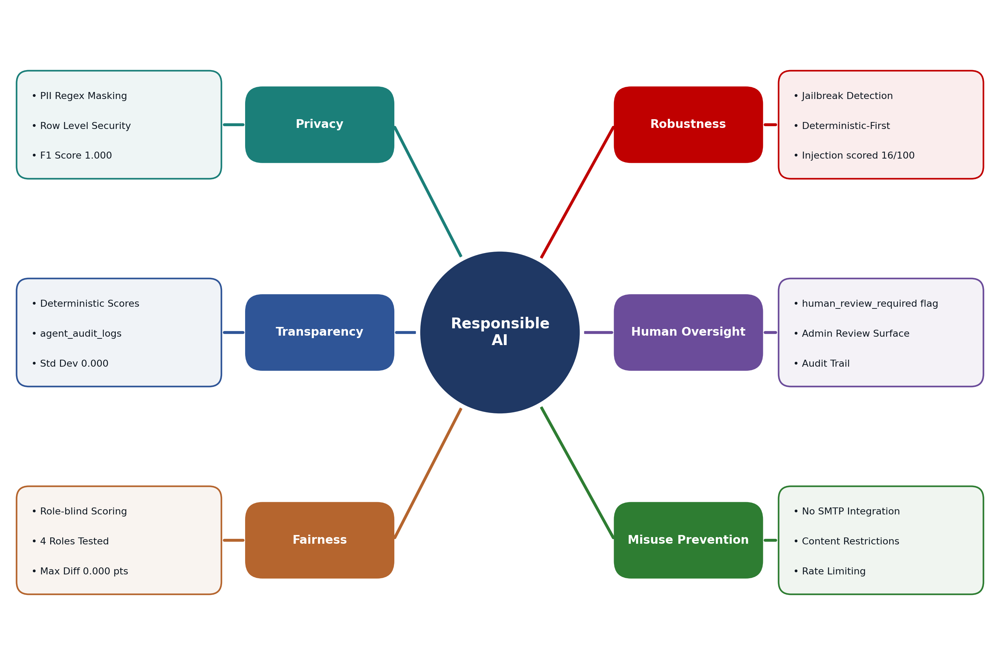 • PII Regex Masking
• Row Level Security
• F1 Score 1.000
Privacy
Robustness
• Jailbreak Detection
• Deterministic-First
• Injection scored 16/100
• Deterministic Scores
• agent_audit_logs
• Std Dev 0.000
Transparency
Responsible
AI
Human Oversight
• human_review_required flag
• Admin Review Surface
• Audit Trail
• Role-blind Scoring
• 4 Roles Tested
• Max Diff 0.000 pts
Fairness
Misuse Prevention
• No SMTP Integration
• Content Restrictions
• Rate Limiting